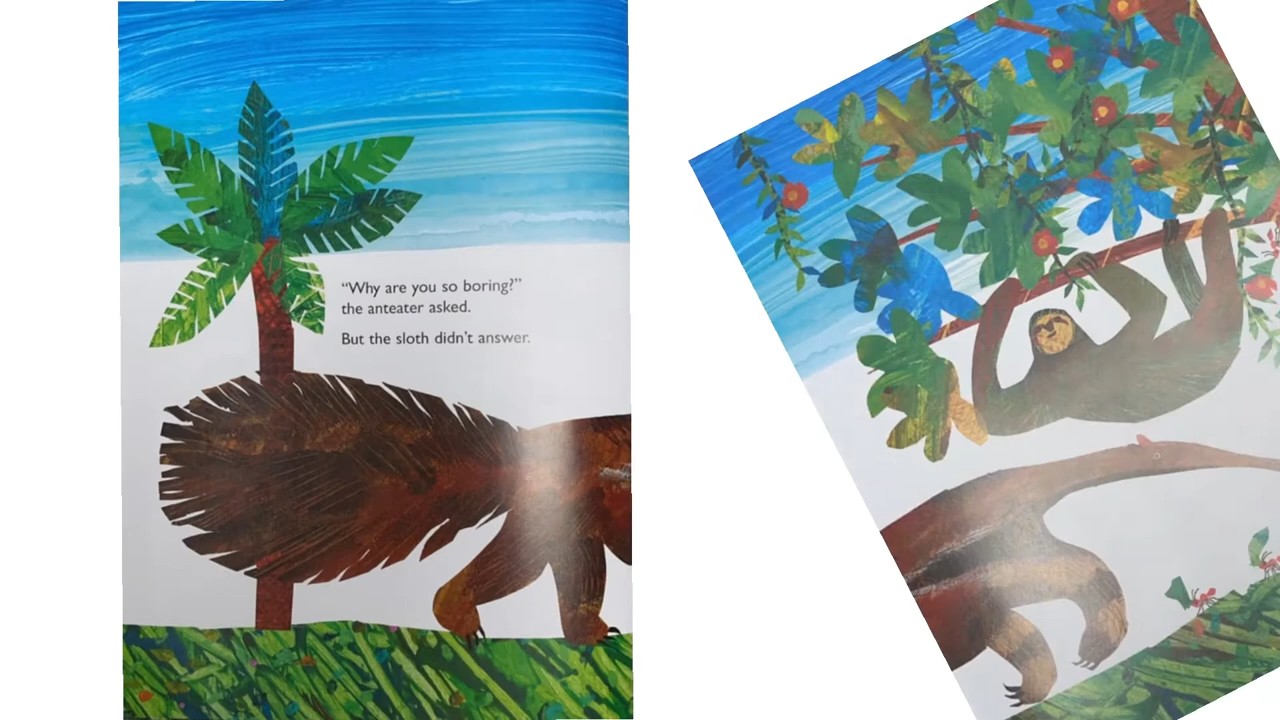 “Why are you so boring?”
the anteater asked.
But the sloth didn’t answer.